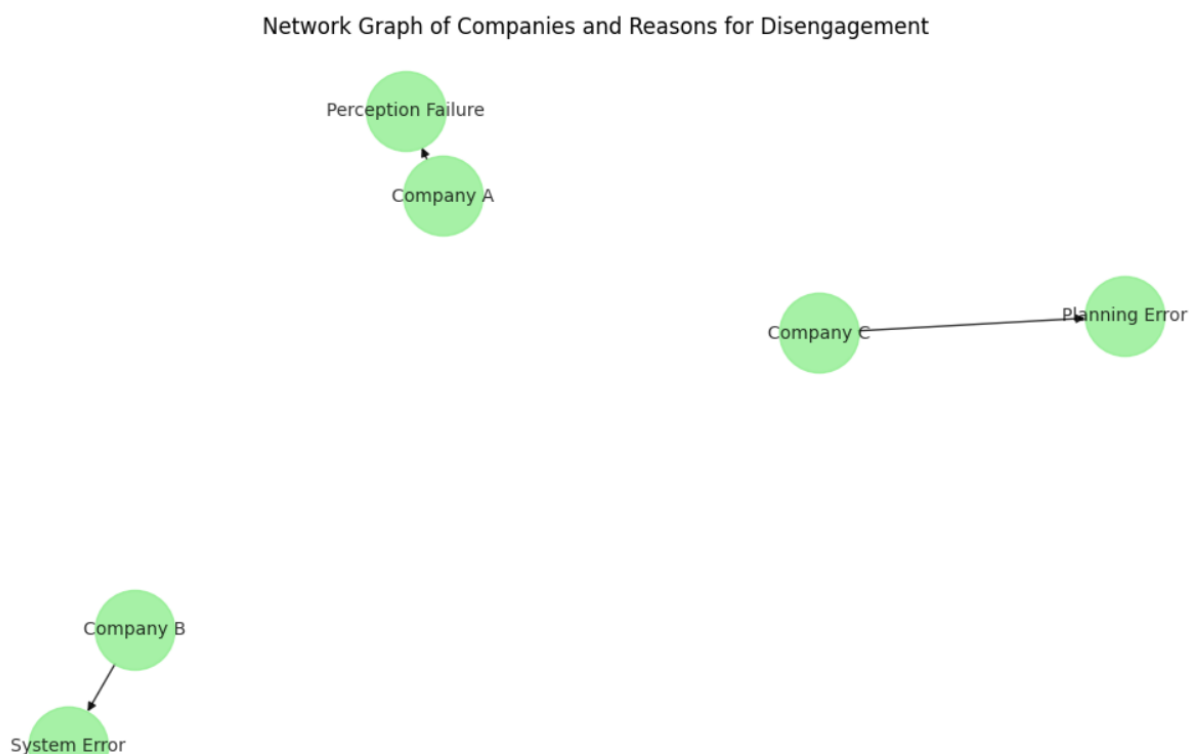 Network Graph of Companies and Reasons for Disengagement
Perception Failure
Company A
Planning Error
Company C
Company B
System Error